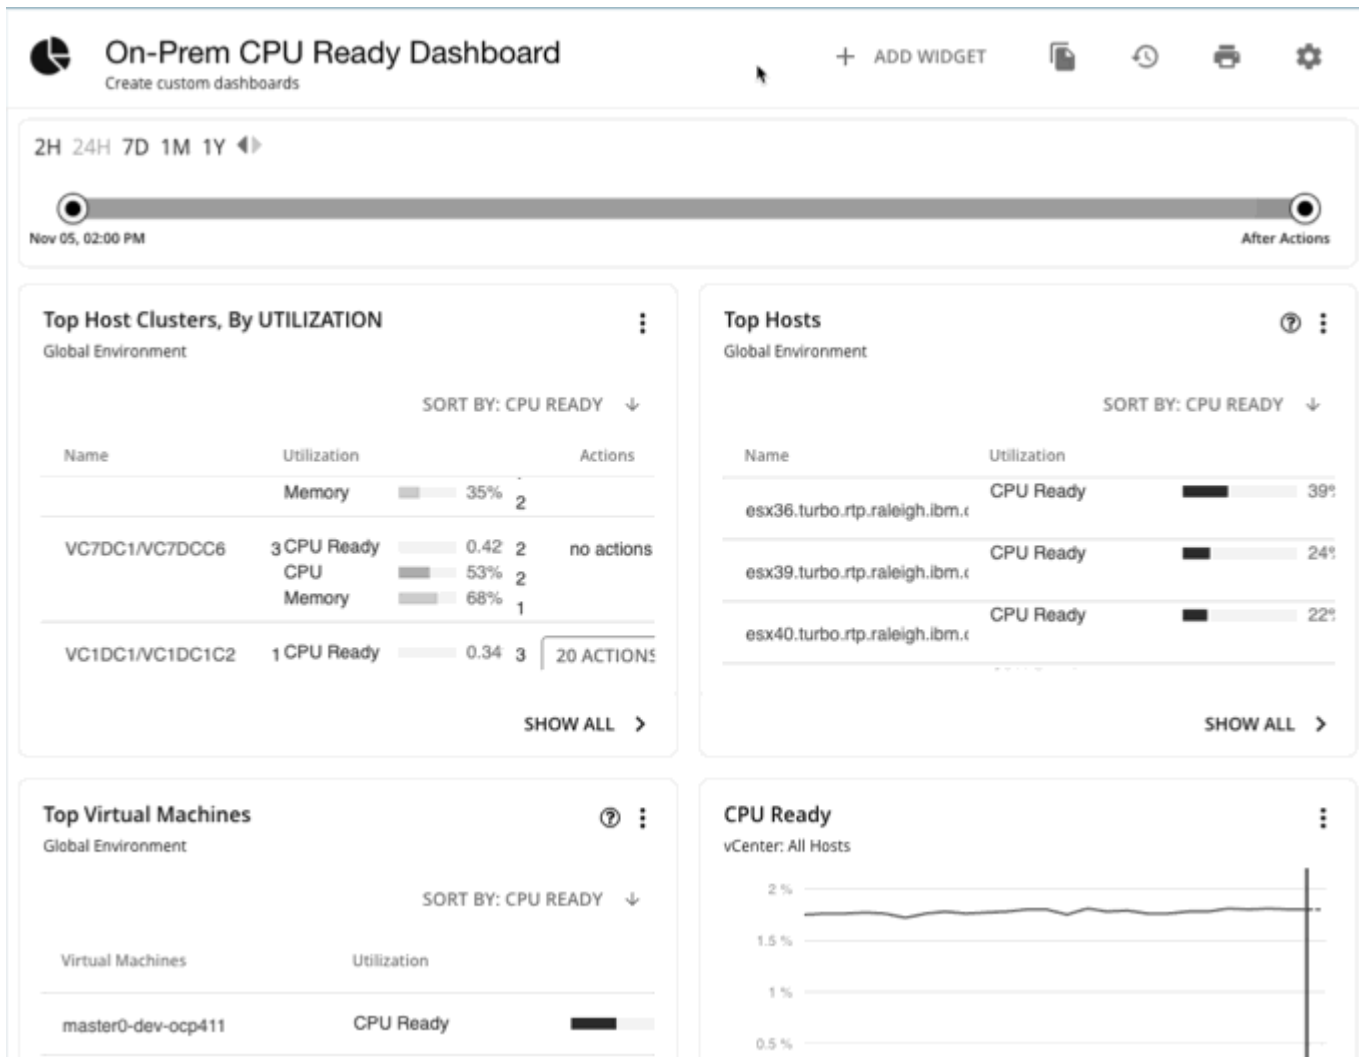 On-Prem CPU Ready Dashboard
Create custom dashboards
ADD WIDGET
2H 24H 7D 1M 1Y
Nov 05, 02:00 PM
After Actions
Top Host Clusters, By UTILIZATION
Global Environment
SORT BY: CPU READY
Name Utilization Actions
Memory 35% 2
VC7DC1/VC7DCC6 3 CPU Ready 0.42 2 no actions
CPU 53% 2
Memory 68% 1
VC1DC1/VC1DC1C2 1 CPU Ready 0.34 3 20 ACTIONS
SHOW ALL
Top Hosts
Global Environment
SORT BY: CPU READY
Name Utilization
CPU Ready 39%
esx36.turbo.rtp.raleigh.ibm.c
CPU Ready 24%
esx39.turbo.rtp.raleigh.ibm.c
CPU Ready 22%
esx40.turbo.rtp.raleigh.ibm.c
SHOW ALL
Top Virtual Machines
Global Environment
SORT BY: CPU READY
Virtual Machines Utilization
master0-dev-ocp411 CPU Ready
CPU Ready
vCenter: All Hosts
2 %
1.5 %
1 %
0.5 %